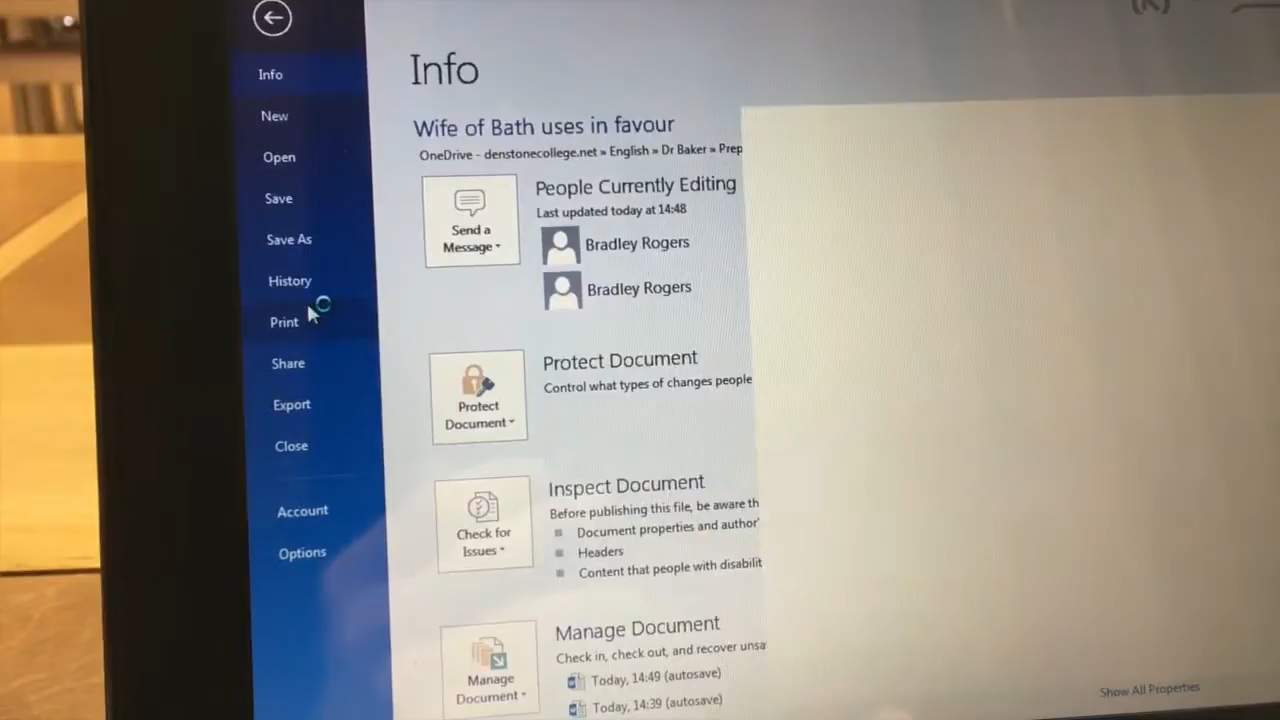 Info
New
Open
Save
Save As
History
Print
Share
Export
Close
Account
Options
Info
Wife of Bath uses in favour
OneDrive - denstonecollege.net » English » Dr Baker » Prep
Send a
Message
People Currently Editing
Last updated today at 14:48
Bradley Rogers
Bradley Rogers
Protect
Document
Protect Document
Control what types of changes people
Check for
Issues
Inspect Document
Before publishing this file, be aware th
Document properties and author'
Headers
Content that people with disabilit
Manage
Document
Manage Document
Check in, check out, and recover unsa
Today, 14:49 (autosave)
Today, 14:39 (autosave)
Show All Properties